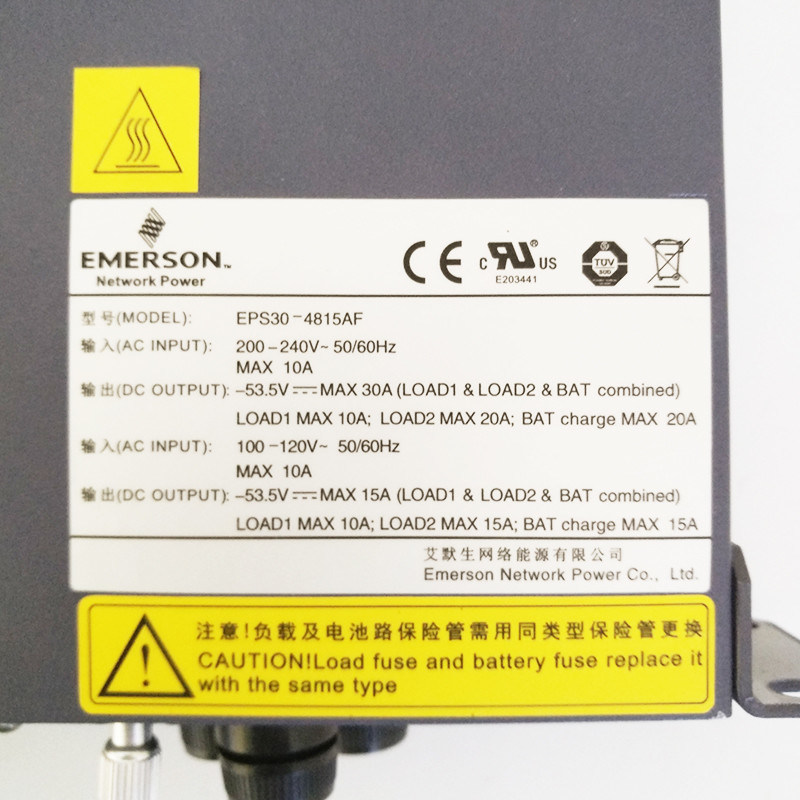 EMERSON™
Network Power
CE
c RU® US
E203441
TÜV
型号(MODEL): EPS30-4815AF
输入(AC INPUT): 200-240V~ 50/60Hz
MAX 10A
输出(DC OUTPUT): -53.5V⎓MAX 30A (LOAD1 & LOAD2 & BAT combined)
LOAD1 MAX 10A; LOAD2 MAX 20A; BAT charge MAX 20A
输入(AC INPUT): 100-120V~ 50/60Hz
MAX 10A
输出(DC OUTPUT): -53.5V⎓MAX 15A (LOAD1 & LOAD2 & BAT combined)
LOAD1 MAX 10A; LOAD2 MAX 15A; BAT charge MAX 15A
艾默生网络能源有限公司
Emerson Network Power Co., Ltd.
注意!负载及电池路保险管需用同类型保险管更换
CAUTION!Load fuse and battery fuse replace it
with the same type